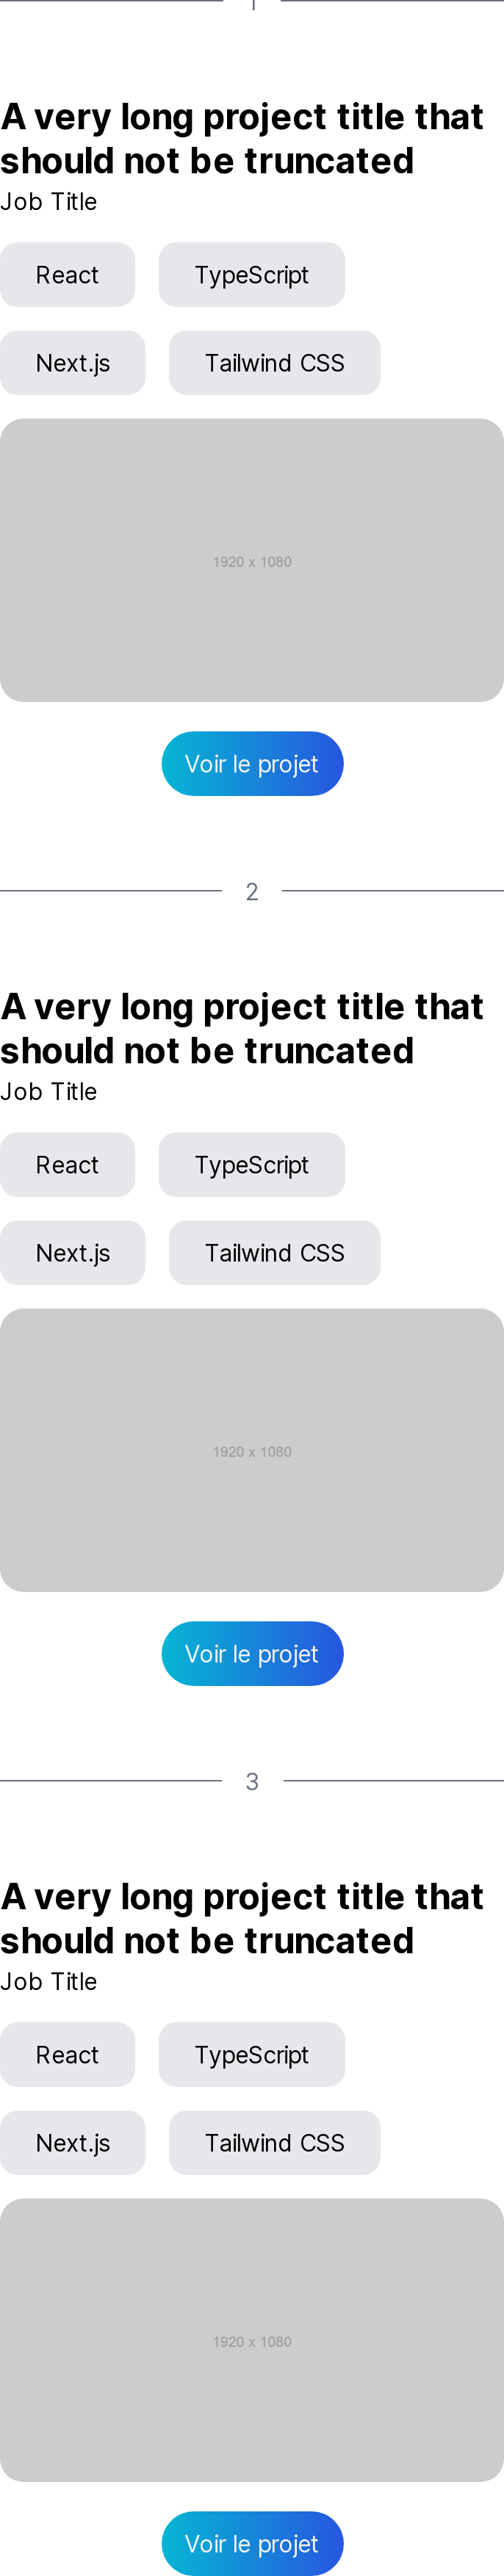 1
A very long project title that
should not be truncated
Job Title
React
TypeScript
Next.js
Tailwind CSS
1920 x 1080
Voir le projet
2
A very long project title that
should not be truncated
Job Title
React
TypeScript
Next.js
Tailwind CSS
1920 x 1080
Voir le projet
3
A very long project title that
should not be truncated
Job Title
React
TypeScript
Next.js
Tailwind CSS
1920 x 1080
Voir le projet